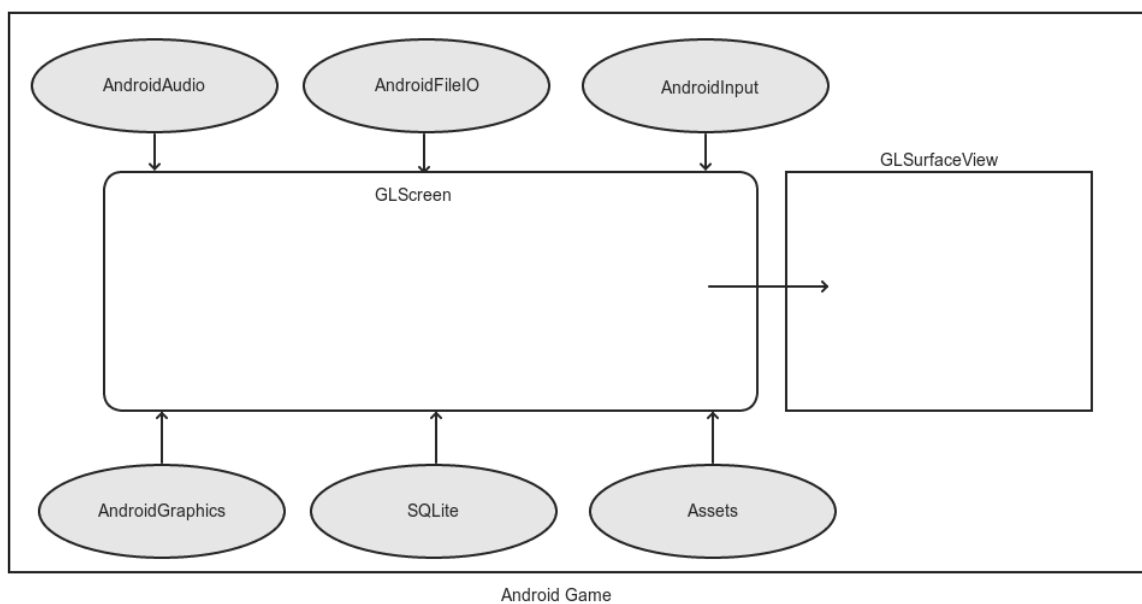 AndroidAudio
AndroidFileIO
AndroidInput
GLSurfaceView
GLScreen
AndroidGraphics
SQLite
Assets
Android Game